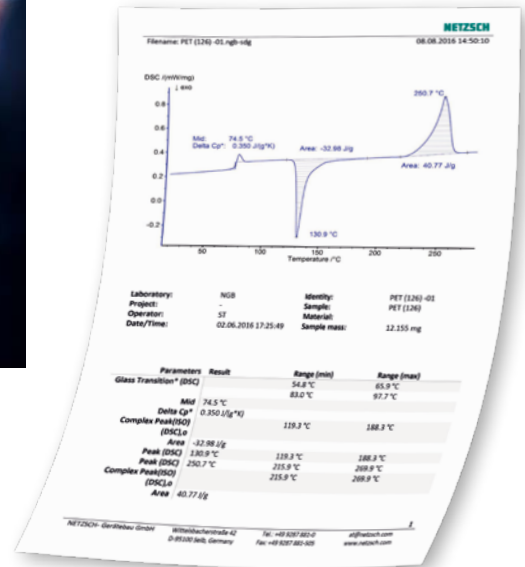 NETZSCH
Filename: PET (126) -01.ngb-sdg 08.08.2016 14:50:10
DSC /(mW/mg)
↓ exo
250.7 °C
0.8
0.6
Mid: 74.5 °C
Delta Cp*: 0.350 J/(g*K)
Area: -32.98 J/g
0.4
Area: 40.77 J/g
0.2
0.0
-0.2
130.9 °C
50 100 150 200 250
Temperature /°C
Laboratory: NGB Identity: PET (126) -01
Project: - Sample: PET (126)
Operator: ST Material:
Date/Time: 02.06.2016 17:25:49 Sample mass: 12.155 mg
Parameters Result Range (min) Range (max)
Glass Transition* (DSC) 54.8 °C 65.9 °C
83.0 °C 97.7 °C
Mid 74.5 °C
Delta Cp* 0.350 J/(g*K)
Complex Peak(ISO) 119.3 °C 188.3 °C
(DSC),o
Area -32.98 J/g
Peak (DSC) 130.9 °C 119.3 °C 188.3 °C
Peak (DSC) 250.7 °C 215.9 °C 269.9 °C
Complex Peak(ISO) 215.9 °C 269.9 °C
(DSC),o
Area 40.77 J/g
1
NETZSCH- Gerätebau GmbH Wittelsbacherstraße 42 Tel.: +49 9287 881-0 at@netzsch.com
D-95100 Selb, Germany Fax: +49 9287 881-505 www.netzsch.com